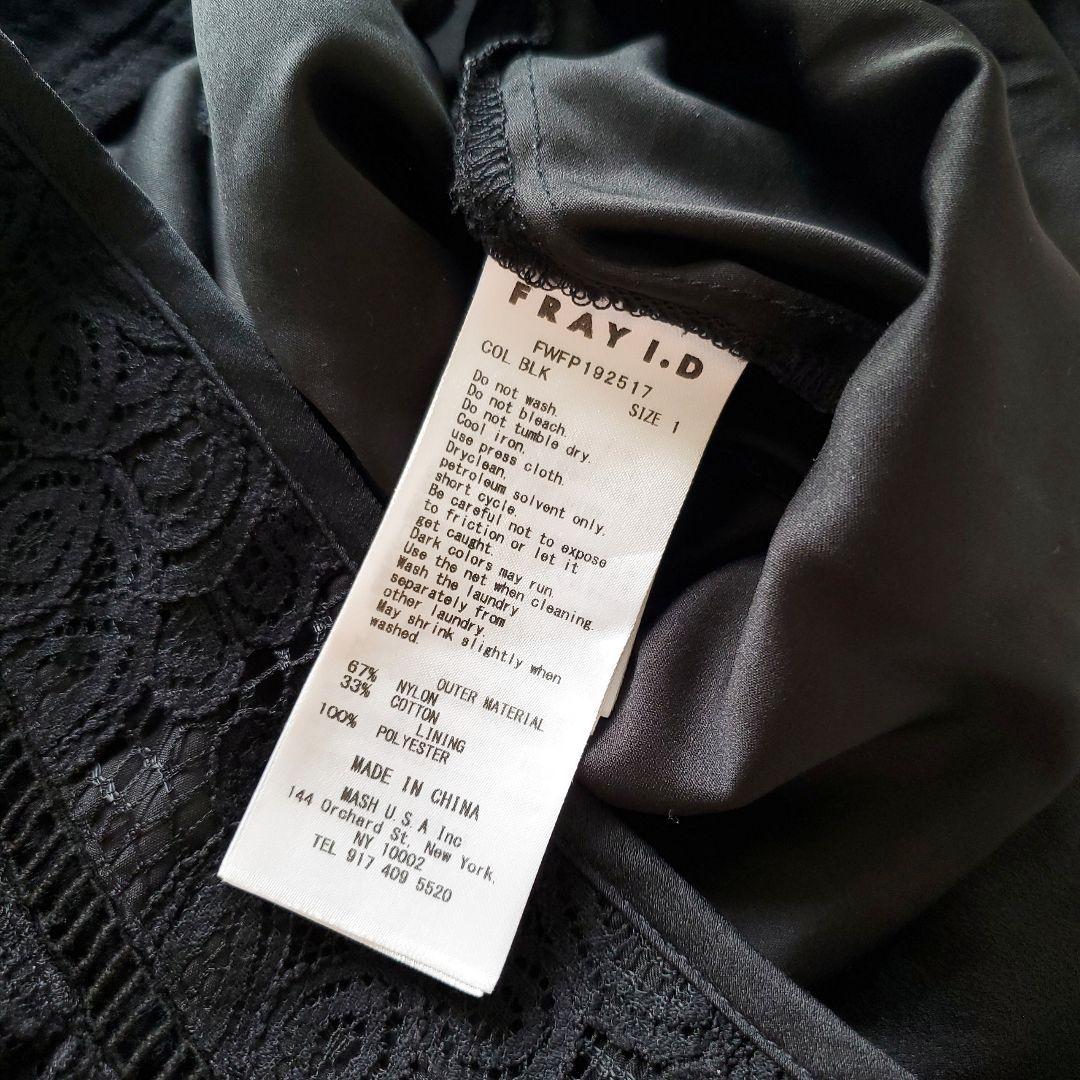 FRAY I.D
FWFP192517
COL BLK SIZE 1
Do not wash.
Do not bleach.
Do not tumble dry.
Cool iron.
use press cloth.
Dryclean.
petroleum solvent only.
short cycle.
Be careful not to expose
to friction or let it
get caught.
Dark colors may run.
Use the net when cleaning.
Wash the laundry
separately from
other laundry.
May shrink slightly when
washed.
OUTER MATERIAL
67% NYLON
33% COTTON
LINING
100% POLYESTER
MADE IN CHINA
MASH U.S.A Inc
144 Orchard St, New York,
NY 10002
TEL 917 409 5520